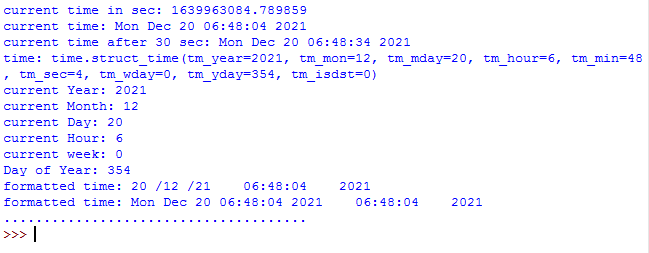 current time in sec: 1639963084.789859
current time: Mon Dec 20 06:48:04 2021
current time after 30 sec: Mon Dec 20 06:48:34 2021
time: time.struct_time(tm_year=2021, tm_mon=12, tm_mday=20, tm_hour=6, tm_min=48
, tm_sec=4, tm_wday=0, tm_yday=354, tm_isdst=0)
current Year: 2021
current Month: 12
current Day: 20
current Hour: 6
current week: 0
Day of Year: 354
formatted time: 20 /12 /21    06:48:04    2021
formatted time: Mon Dec 20 06:48:04 2021    06:48:04    2021
......................................
>>>